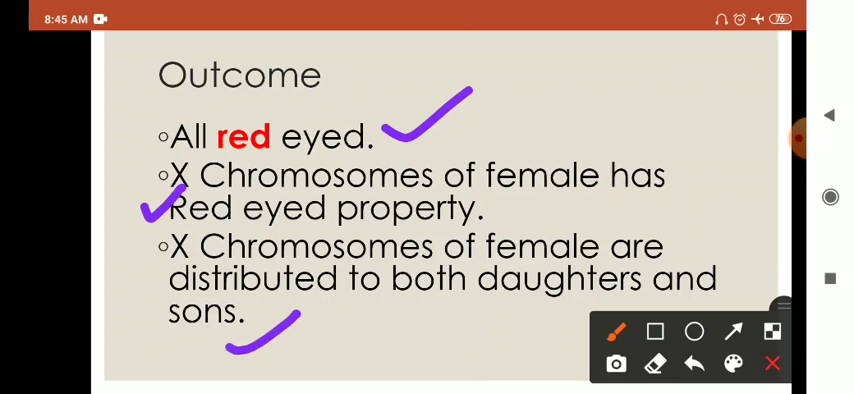 8:45 AM
76
Outcome
◦All red eyed.
◦X Chromosomes of female has
Red eyed property.
◦X Chromosomes of female are
distributed to both daughters and
sons.